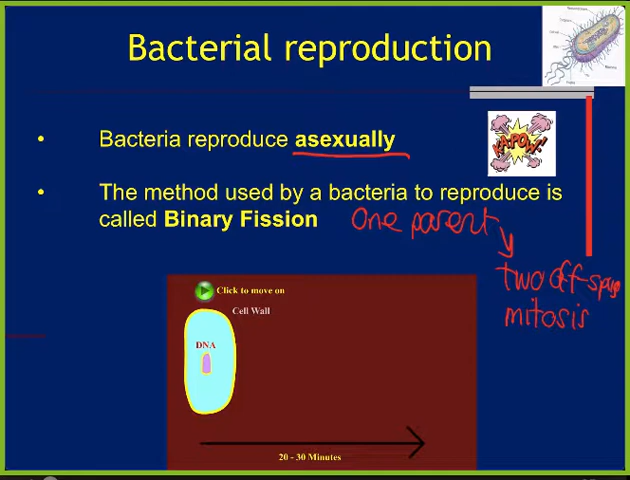 Bacterial reproduction
• Bacteria reproduce asexually
KAPOW!
• The method used by a bacteria to reproduce is
called Binary Fission One parent
two off-spring
mitosis
Click to move on
Cell Wall
DNA
20 - 30 Minutes